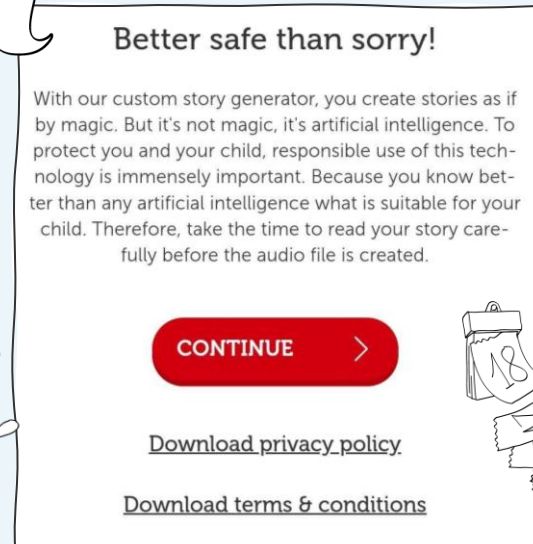 Better safe than sorry!
With our custom story generator, you create stories as if
by magic. But it's not magic, it's artificial intelligence. To
protect you and your child, responsible use of this tech-
nology is immensely important. Because you know bet-
ter than any artificial intelligence what is suitable for your
child. Therefore, take the time to read your story care-
fully before the audio file is created.
CONTINUE
18
Download privacy policy
Download terms & conditions